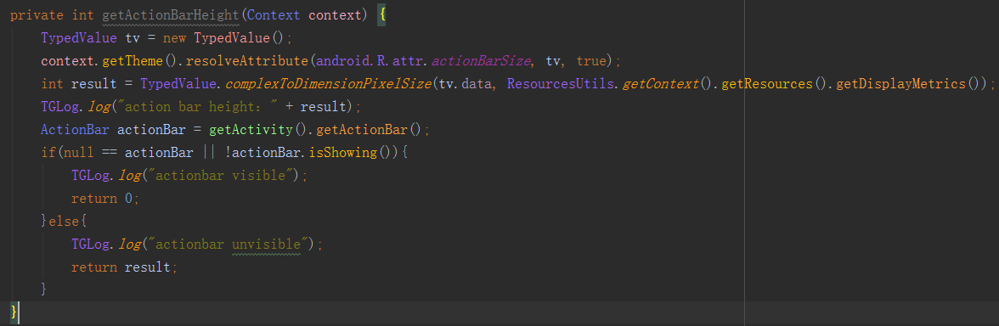 private int getActionBarHeight(Context context) {
    TypedValue tv = new TypedValue();
    context.getTheme().resolveAttribute(android.R.attr.actionBarSize, tv, true);
    int result = TypedValue.complexToDimensionPixelSize(tv.data, ResourcesUtils.getContext().getResources().getDisplayMetrics());
    TGLog.log("action bar height：" + result);
    ActionBar actionBar = getActivity().getActionBar();
    if(null == actionBar || !actionBar.isShowing()){
        TGLog.log("actionbar visible");
        return 0;
    }else{
        TGLog.log("actionbar unvisible");
        return result;
    }
}